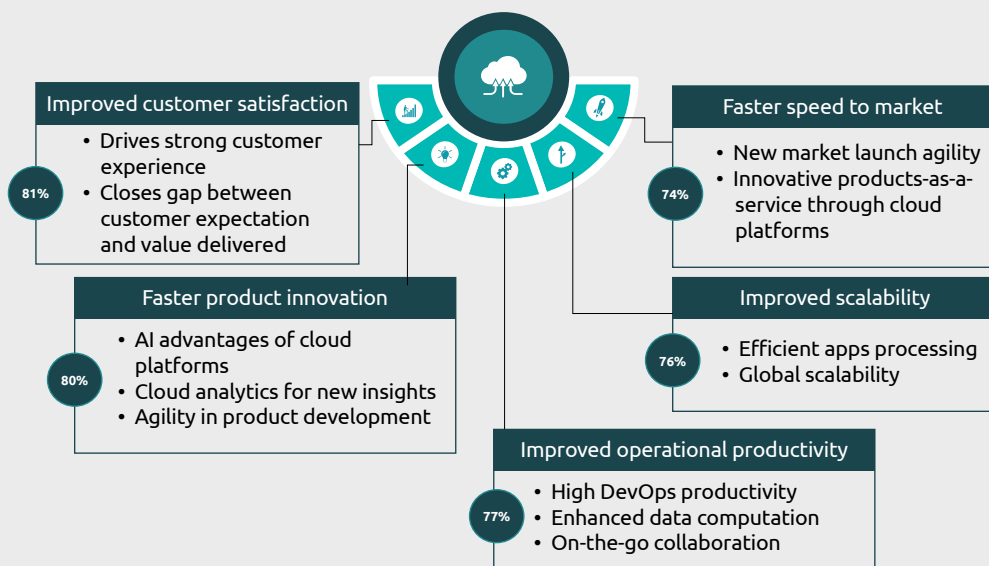 Improved customer satisfaction
• Drives strong customer
experience
• Closes gap between
customer expectation
and value delivered
81%
Faster product innovation
• AI advantages of cloud
platforms
• Cloud analytics for new insights
• Agility in product development
80%
Improved operational productivity
• High DevOps productivity
• Enhanced data computation
• On-the-go collaboration
77%
Improved scalability
• Efficient apps processing
• Global scalability
76%
Faster speed to market
• New market launch agility
• Innovative products-as-a-
service through cloud
platforms
74%